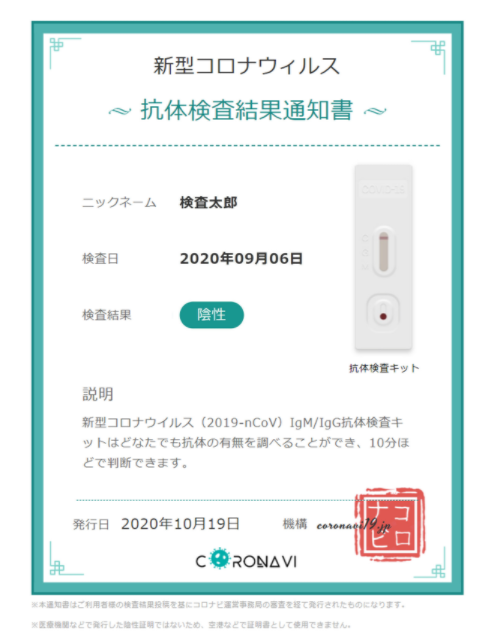 新型コロナウィルス
抗体検査結果通知書
COVID-19
ニックネーム 検査太郎
検査日 2020年09月06日
検査結果 陰性
抗体検査キット
説明
新型コロナウイルス（2019-nCoV）IgM/IgG抗体検査キ
ットはどなたでも抗体の有無を調べることができ、10分ほ
どで判断できます。
発行日 2020年10月19日 機構 coronavi19.jp
コロナビ
CORONAVI
※本通知書はご利用者様の検査結果投稿を基にコロナビ運営事務局の審査を経て発行されたものになります。
※医療機関などで発行した陰性証明ではないため、空港などで証明書として使用できません。